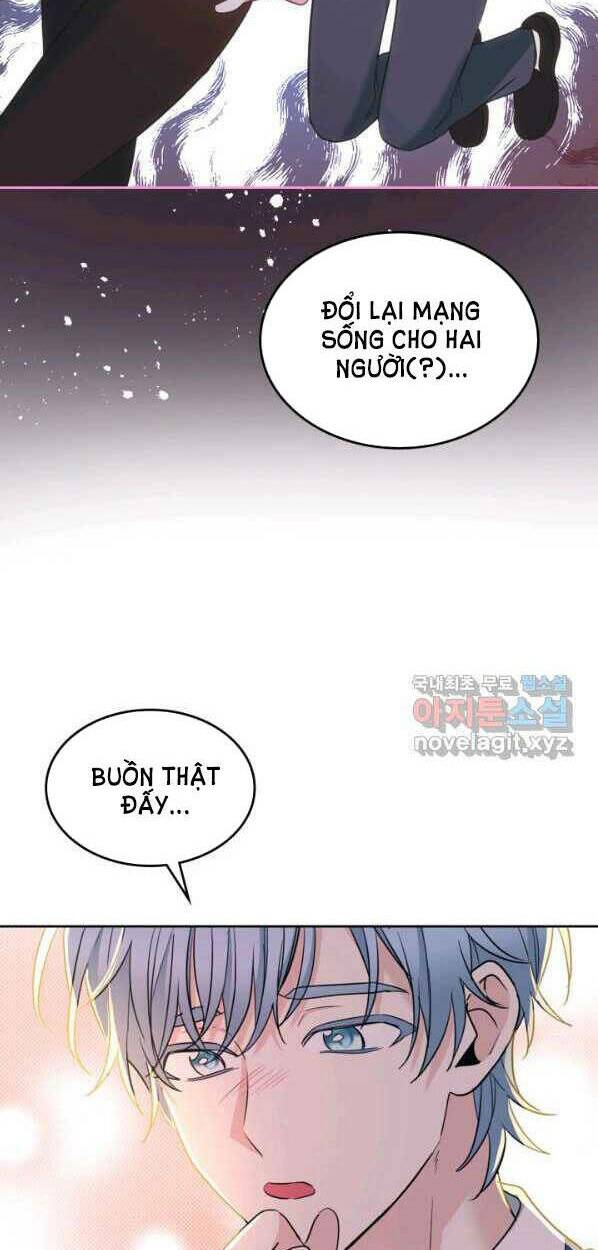 ĐỔI LẠI MẠNG
SỐNG CHO HAI
NGƯỜI(?)...
국내최초 무료 웹소설
아지툰소설
novelagit.xyz
BUỒN THẬT
ĐẤY...